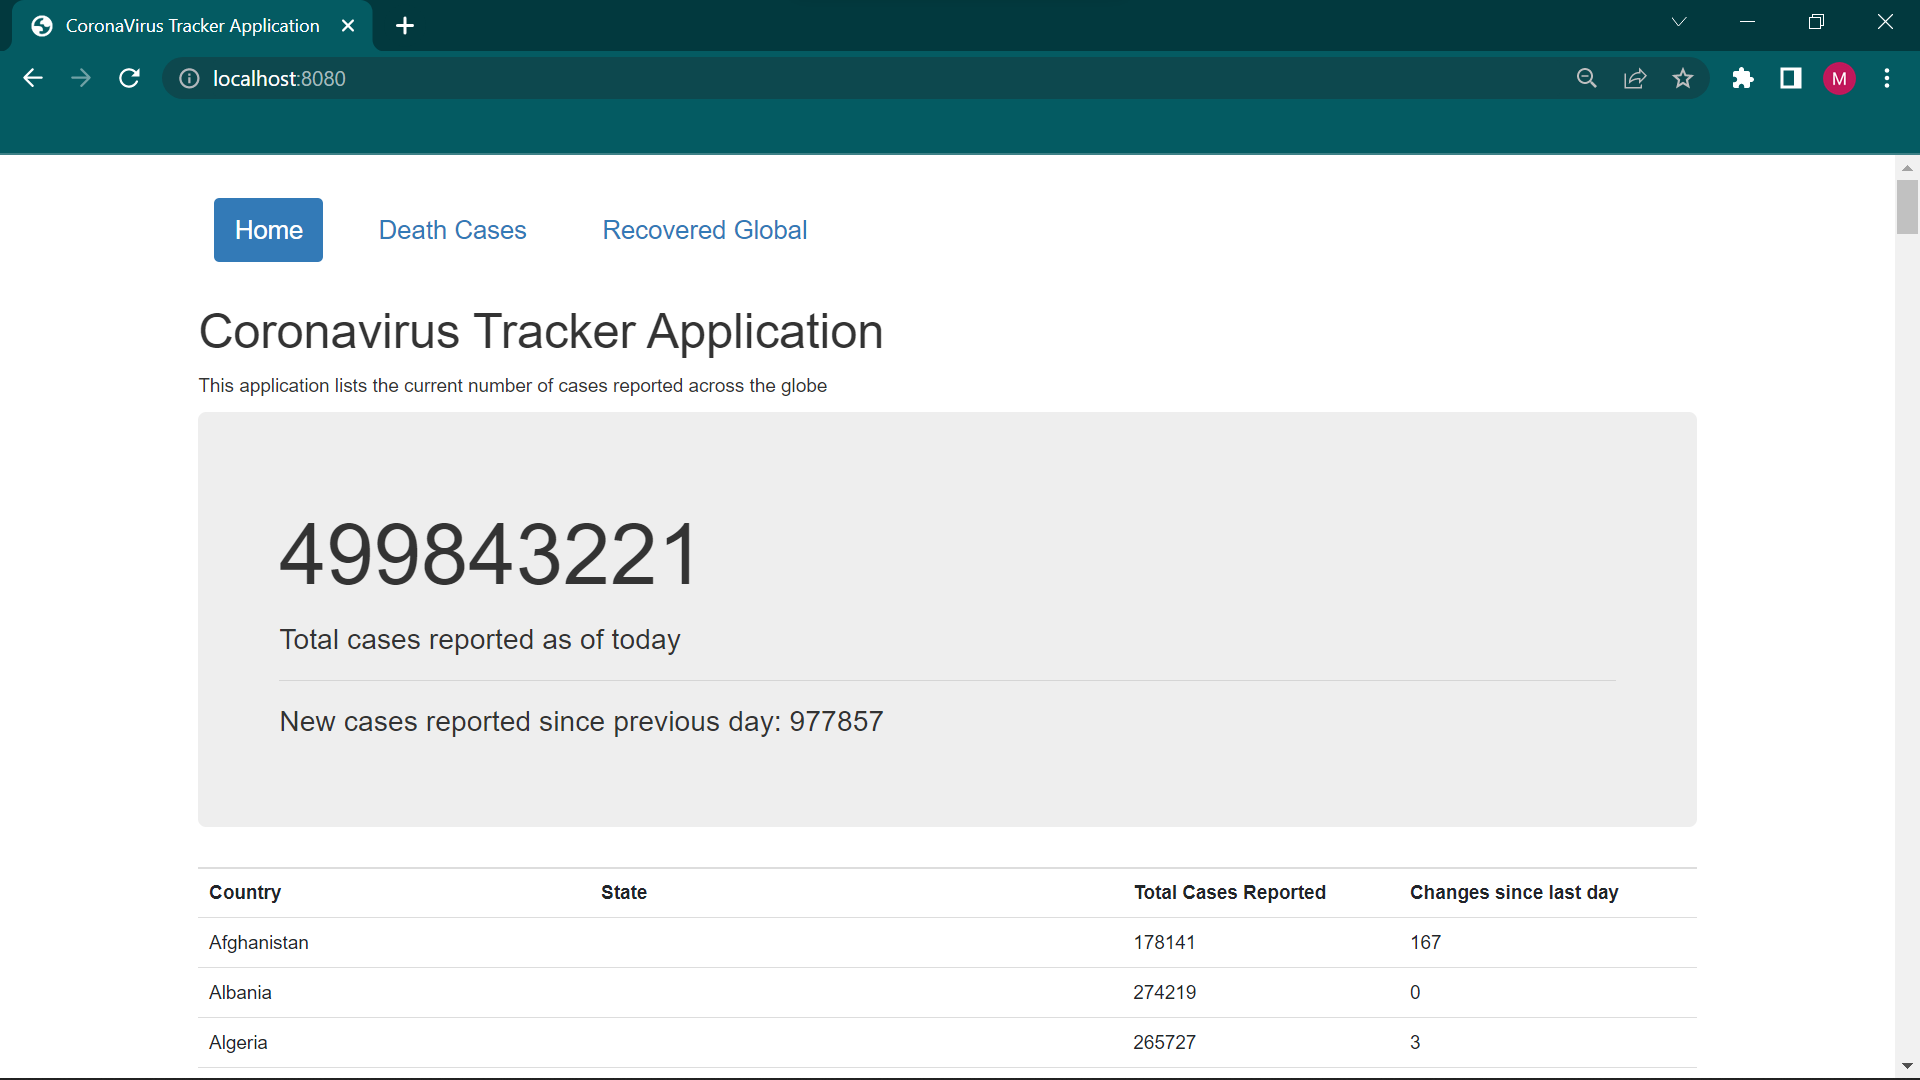 CoronaVirus Tracker Application
localhost:8080
M
Home Death Cases Recovered Global
Coronavirus Tracker Application
This application lists the current number of cases reported across the globe
499843221
Total cases reported as of today
New cases reported since previous day: 977857
Country State Total Cases Reported Changes since last day
Afghanistan 178141 167
Albania 274219 0
Algeria 265727 3